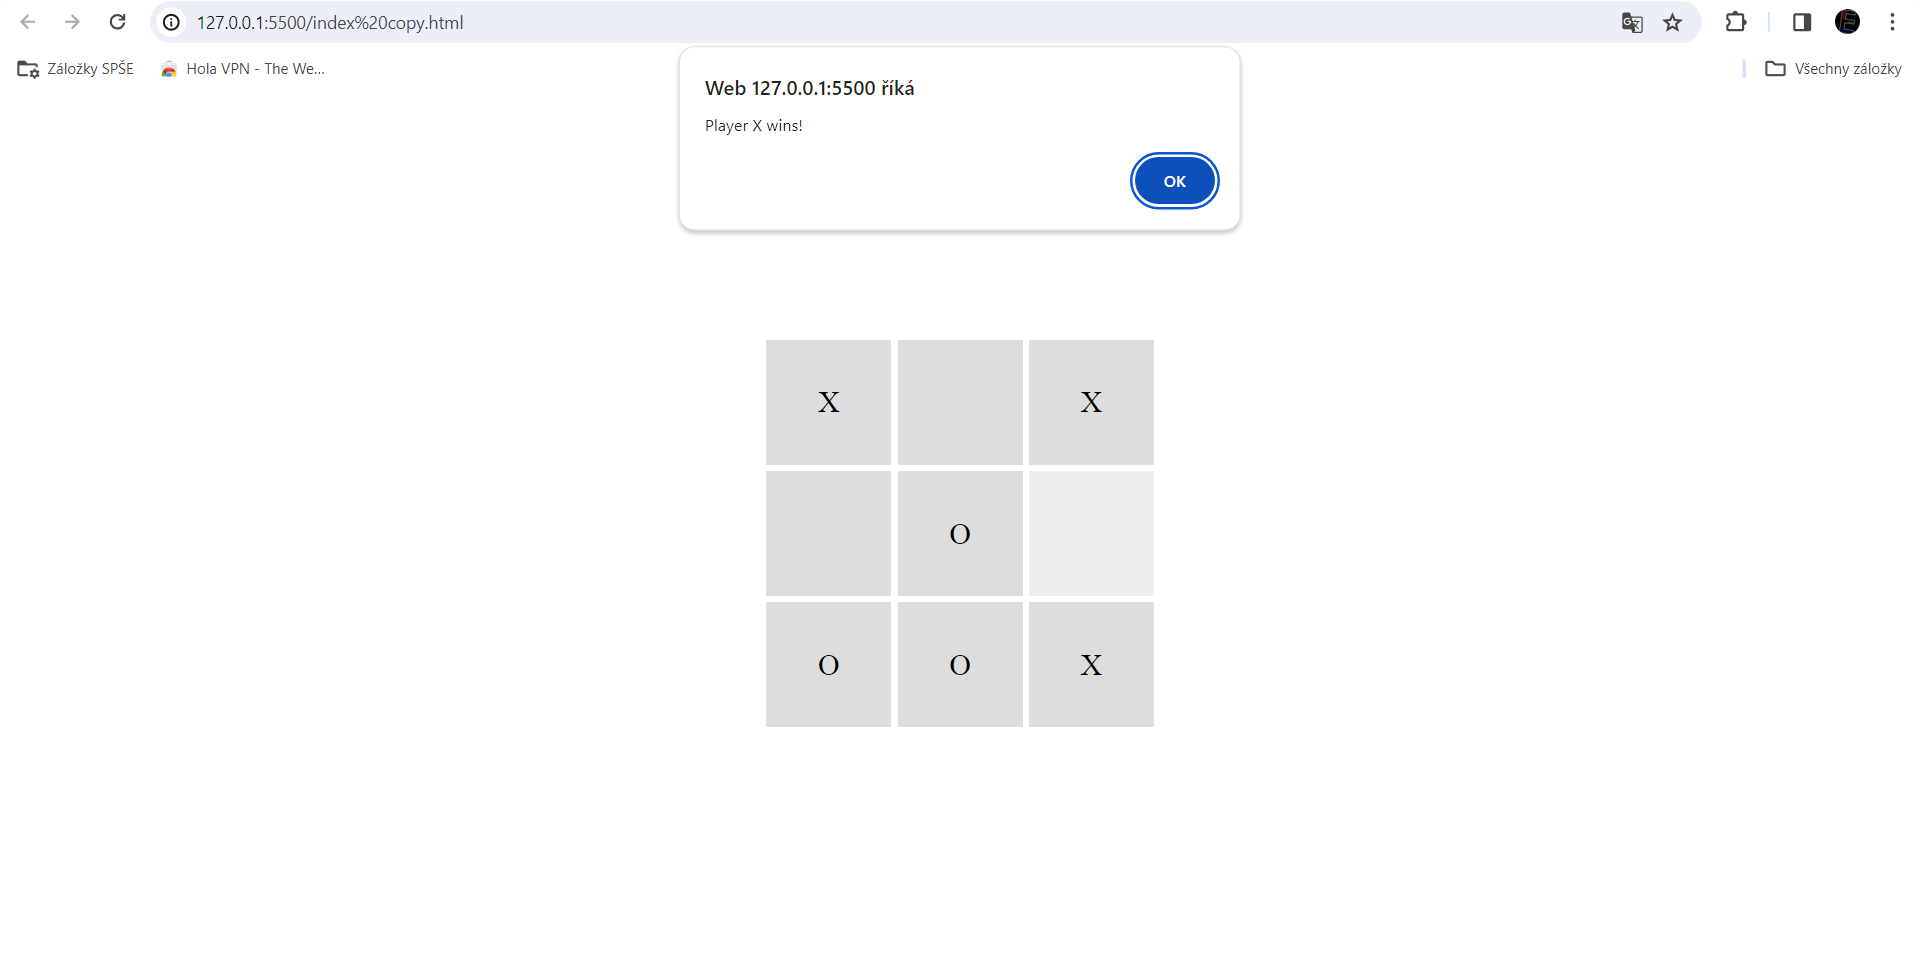 127.0.0.1:5500/index%20copy.html
Záložky SPŠE
Hola VPN - The We...
Všechny záložky
Web 127.0.0.1:5500 říká
Player X wins!
OK
X X
O
O O X